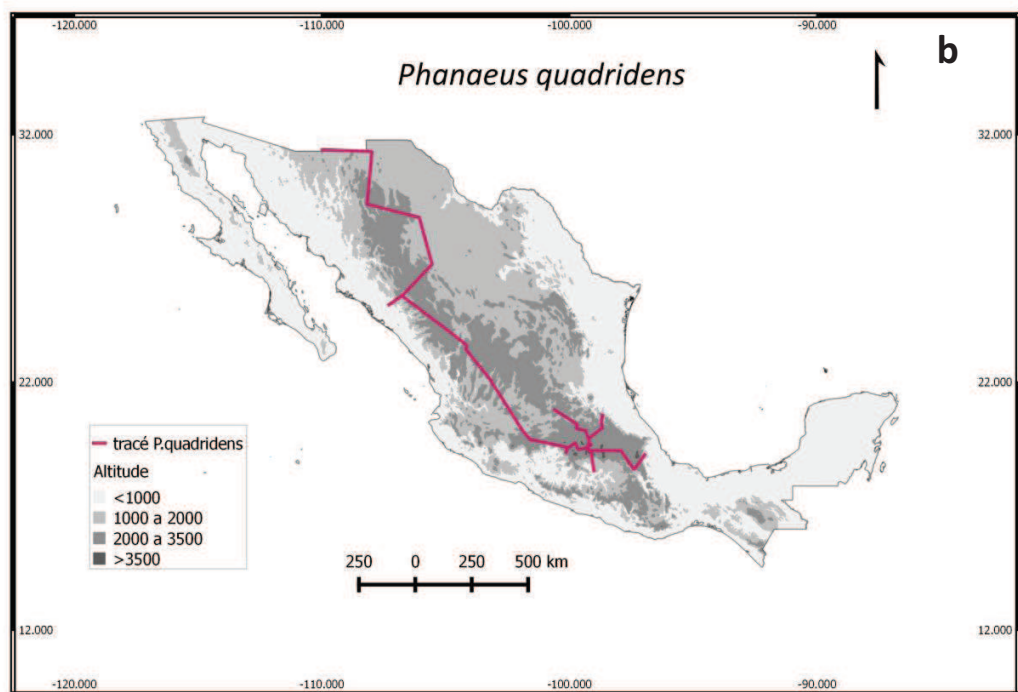 -120.000 -110.000 -100.000 -90.000
b
Phanaeus quadridens
32.000 32.000
22.000 22.000
tracé P.quadridens
Altitude
<1000
1000 a 2000
2000 a 3500
>3500
250 0 250 500 km
12.000 12.000
-120.000 -110.000 -100.000 -90.000